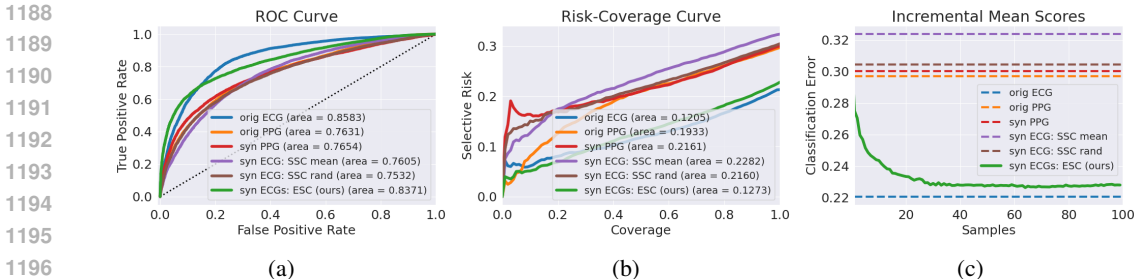 1188
1189
1190
1191
1192
1193
1194
1195
1196
ROC Curve
True Positive Rate
1.0
0.8
0.6
0.4
0.2
0.0
orig ECG (area = 0.8583)
orig PPG (area = 0.7631)
syn PPG (area = 0.7654)
syn ECG: SSC mean (area = 0.7605)
syn ECG: SSC rand (area = 0.7532)
syn ECGs: ESC (ours) (area = 0.8371)
0.0 0.2 0.4 0.6 0.8 1.0
False Positive Rate
(a)
Risk-Coverage Curve
Selective Risk
0.3
0.2
0.1
0.0
orig ECG (area = 0.1205)
orig PPG (area = 0.1933)
syn PPG (area = 0.2161)
syn ECG: SSC mean (area = 0.2282)
syn ECG: SSC rand (area = 0.2160)
syn ECGs: ESC (ours) (area = 0.1273)
0.0 0.2 0.4 0.6 0.8 1.0
Coverage
(b)
Incremental Mean Scores
Classification Error
0.32
0.30
0.28
0.26
0.24
0.22
orig ECG
orig PPG
syn PPG
syn ECG: SSC mean
syn ECG: SSC rand
syn ECGs: ESC (ours)
20 40 60 80 100
Samples
(c)